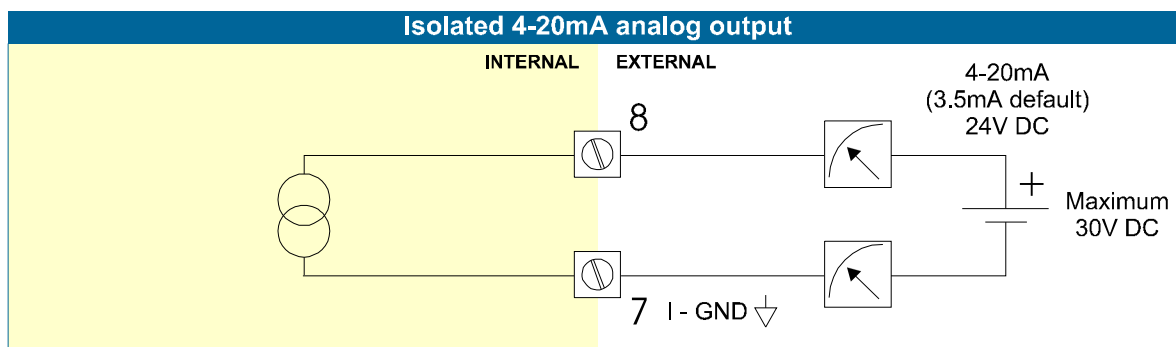 Isolated 4-20mA analog output
INTERNAL EXTERNAL
4-20mA
(3.5mA default)
24V DC
8
+
Maximum
30V DC
7 I - GND